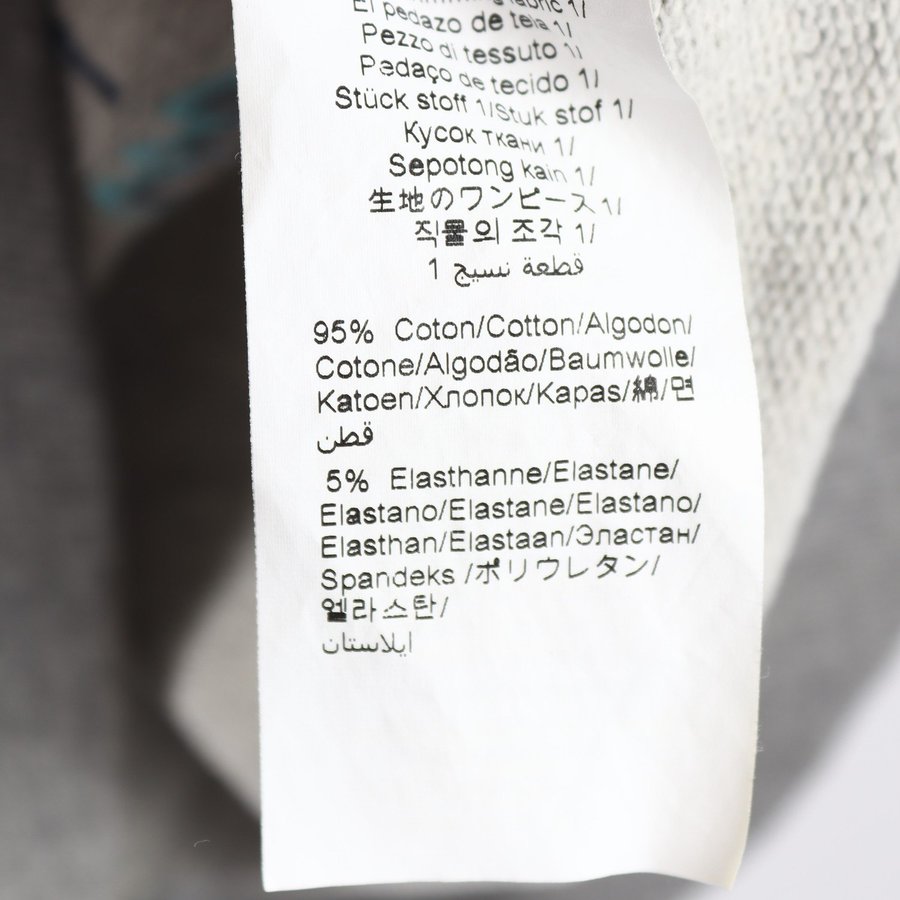 fabric 1/
El pedazo de tela 1/
Pezzo di tessuto 1/
Pedaço de tecido 1/
Stück stoff 1/Stuk stof 1/
Кусок ткани 1/
Sepotong kain 1/
生地のワンピース1/
직물의 조각 1/
قطعة نسيج 1
95% Coton/Cotton/Algodon/
Cotone/Algodão/Baumwolle/
Katoen/Хлопок/Kapas/綿/면
قطن
5% Elasthanne/Elastane/
Elastano/Elastane/Elastano/
Elasthan/Elastaan/Эластан/
Spandeks /ポリウレタン/
엘라스탄/
ايلاستان